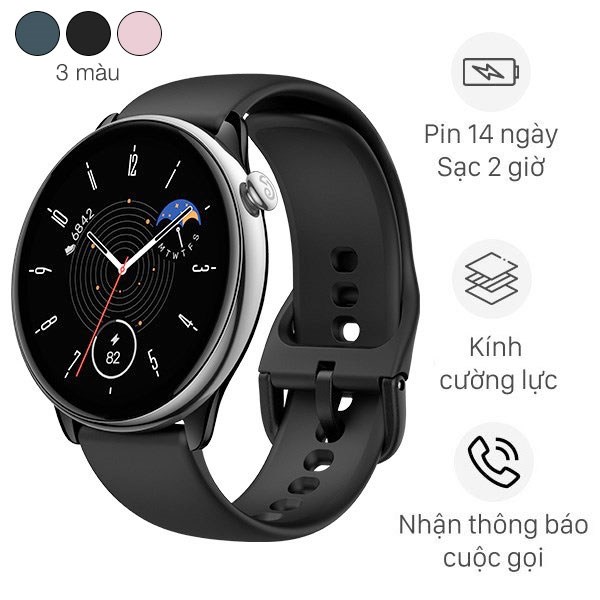 3 màu
Pin 14 ngày
Sạc 2 giờ
Kính
cường lực
Nhận thông báo
cuộc gọi
12
1
2
3
4
5
6
7
8
9
10
11
6842
MTWTFS
82